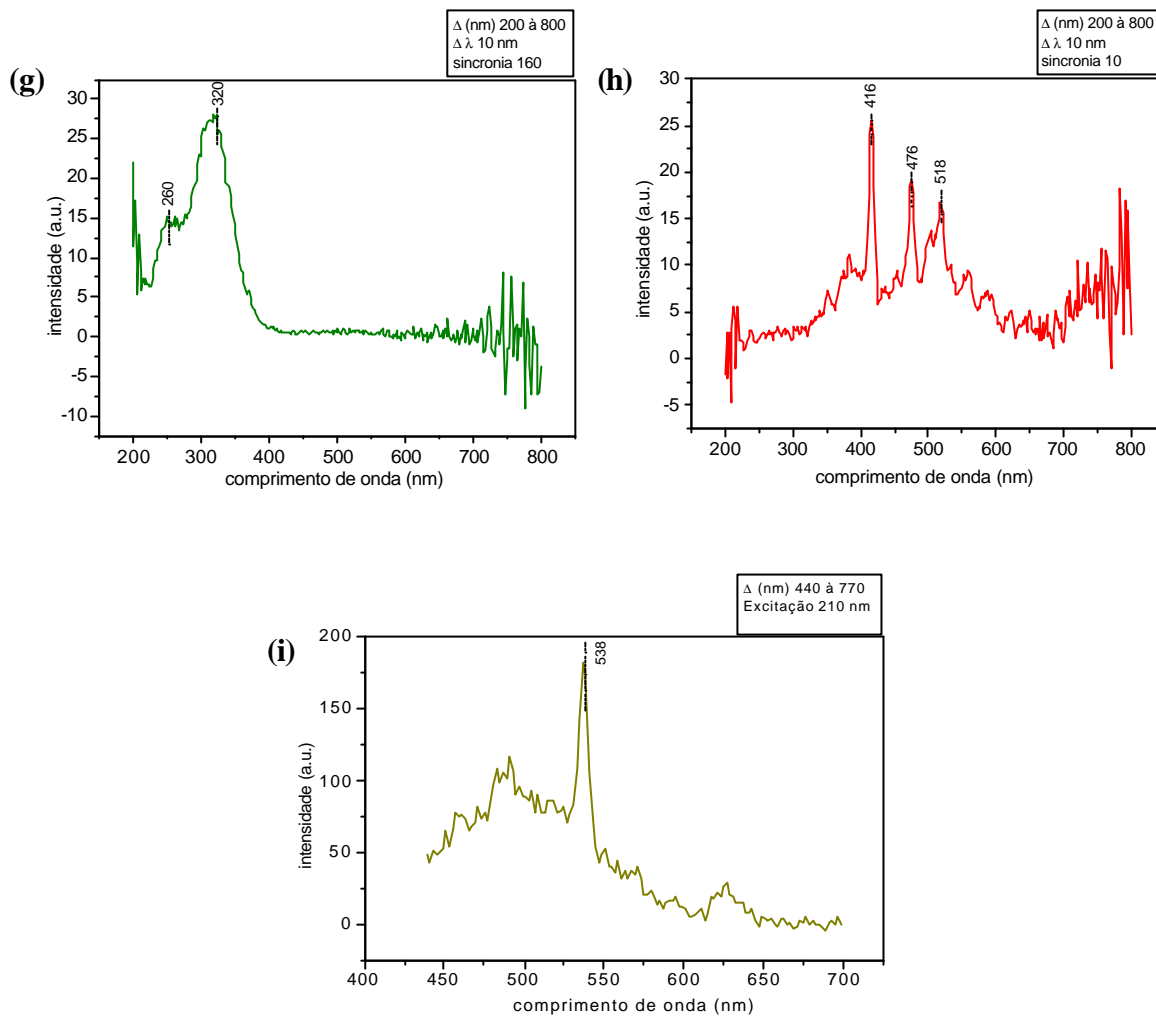 Δ (nm) 200 à 800
Δ λ 10 nm
sincronia 160
(g)
320
260
30
25
20
15
10
5
0
-5
-10
intensidade (a.u.)
200 300 400 500 600 700 800
comprimento de onda (nm)
Δ (nm) 200 à 800
Δ λ 10 nm
sincronia 10
(h)
416
476
518
30
25
20
15
10
5
0
-5
intensidade (a.u.)
200 300 400 500 600 700 800
comprimento de onda (nm)
Δ (nm) 440 à 770
Excitação 210 nm
(i)
538
200
150
100
50
0
intensidade (a.u.)
400 450 500 550 600 650 700
comprimento de onda (nm)